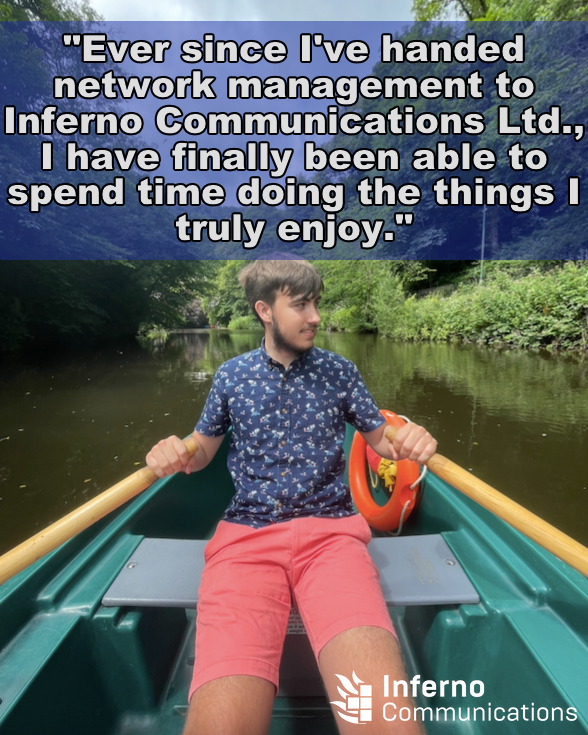 "Ever since I've handed
network management to
Inferno Communications Ltd.,
I have finally been able to
spend time doing the things I
truly enjoy."
Inferno
Communications